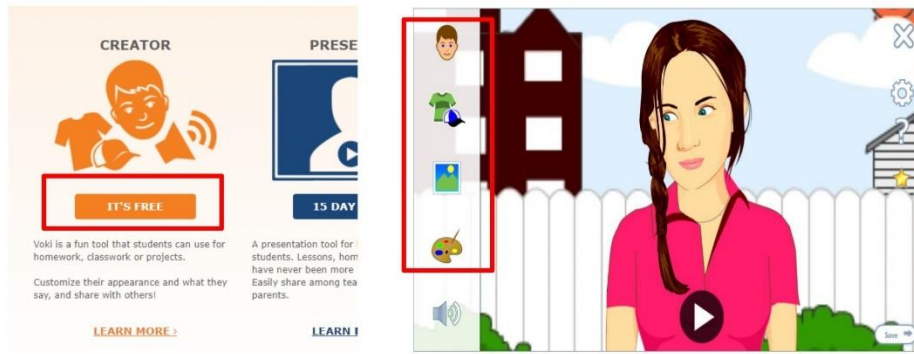 CREATOR
IT'S FREE
Voki is a fun tool that students can use for
homework, classwork or projects.
Customize their appearance and what they
say, and share with others!
LEARN MORE >
PRESE
15 DAY
A presentation tool for
students. Lessons, hom
have never been more
Easily share among tea
parents.
LEARN
?
Save